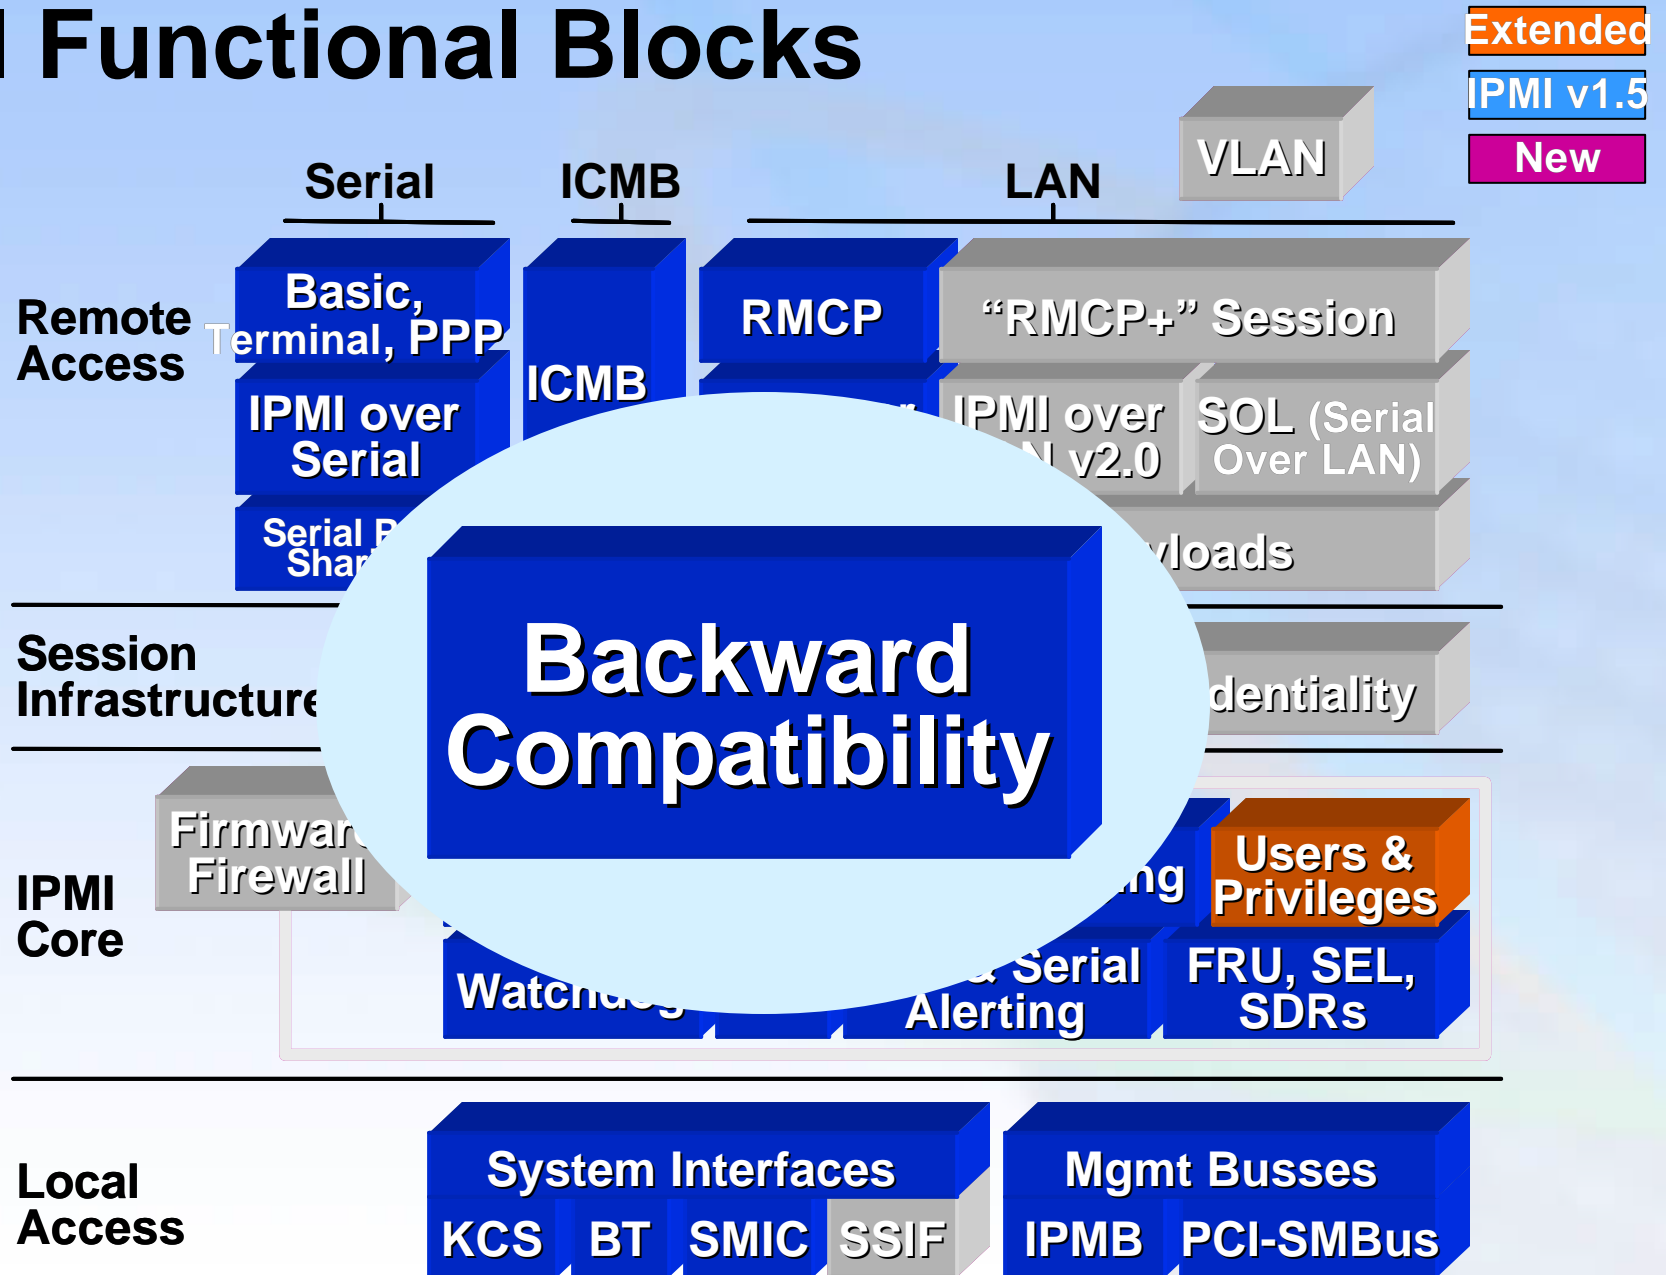 Functional Blocks
Extended
IPMI v1.5
New
VLAN
Serial
ICMB
LAN
Remote
Access
Basic,
Terminal, PPP
ICMB
RMCP
“RMCP+” Session
IPMI over
Serial
IPMI over
v2.0
SOL (Serial
Over LAN)
Serial
Session
Infrastructure
Backward
Compatibility
IPMI
Core
Firmware
Firewall
Users &
Privileges
Watchdog
& Serial
Alerting
FRU, SEL,
SDRs
Local
Access
System Interfaces
KCS BT SMIC SSIF
Mgmt Busses
IPMB PCI-SMBus